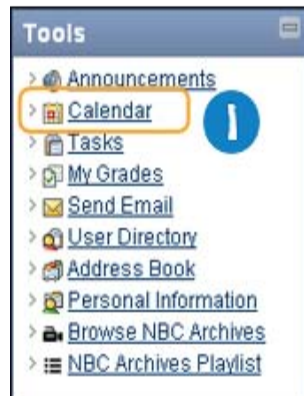 Tools
Announcements
Calendar
1
Tasks
My Grades
Send Email
User Directory
Address Book
Personal Information
Browse NBC Archives
NBC Archives Playlist